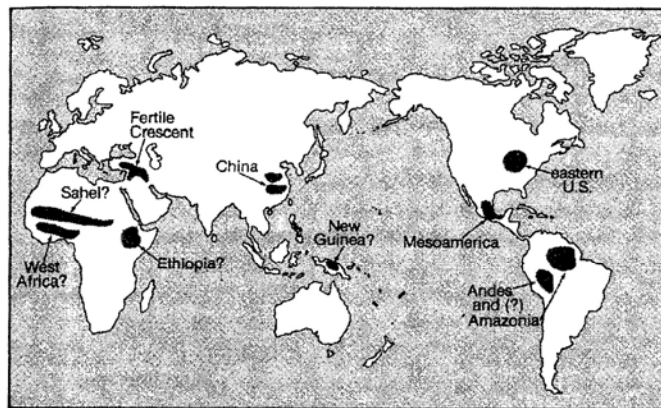 Fertile
Crescent
China
Sahel?
eastern
U.S.
New
Guinea?
Mesoamerica
West
Africa?
Ethiopia?
Andes
and (?)
Amazonia